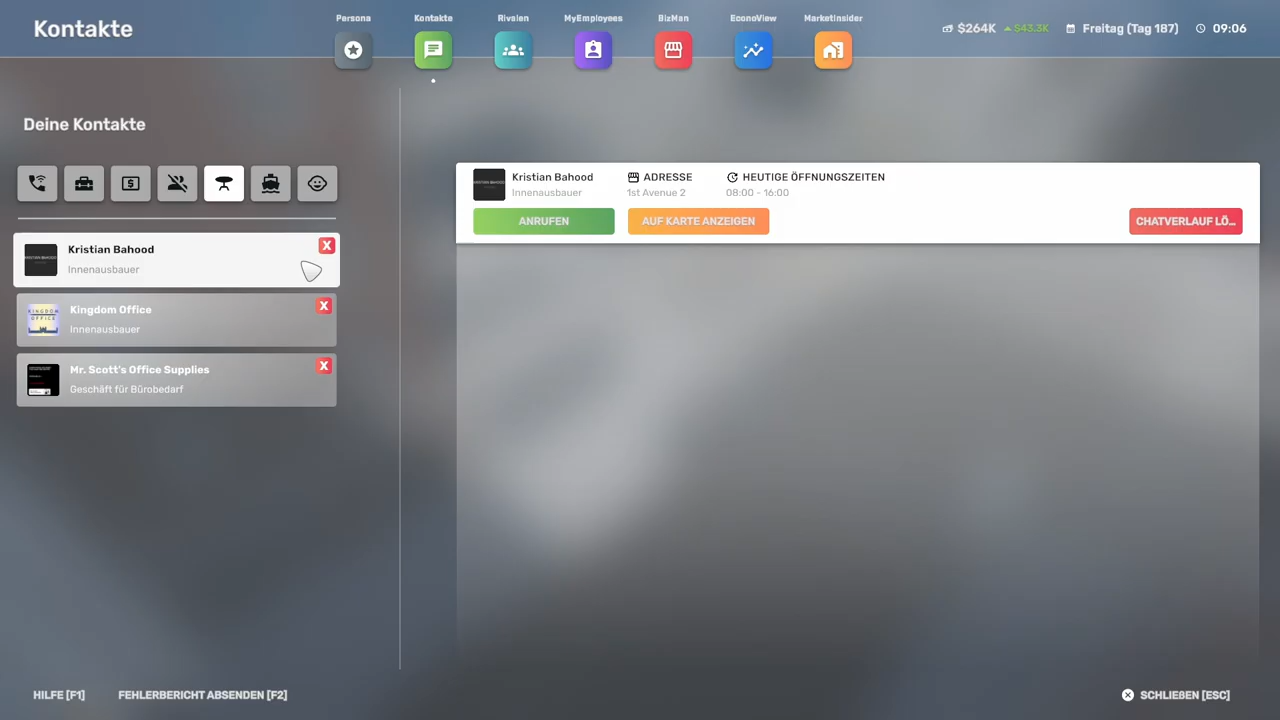 Kontakte
Persona
Kontakte
Rivalen
MyEmployees
BizMan
EconoView
MarketInsider
$264K
$43.3K
Freitag (Tag 187)
09:06
Deine Kontakte
Kristian Bahood
Innenausbauer
X
Kingdom Office
Innenausbauer
X
KINGDOM
OFFICE
Mr. Scott's Office Supplies
Geschäft für Bürobedarf
X
Kristian Bahood
Innenausbauer
ADRESSE
1st Avenue 2
HEUTIGE ÖFFNUNGSZEITEN
08:00 - 16:00
ANRUFEN
AUF KARTE ANZEIGEN
CHATVERLAUF LÖ...
HILFE [F1]
FEHLERBERICHT ABSENDEN [F2]
SCHLIEẞEN [ESC]